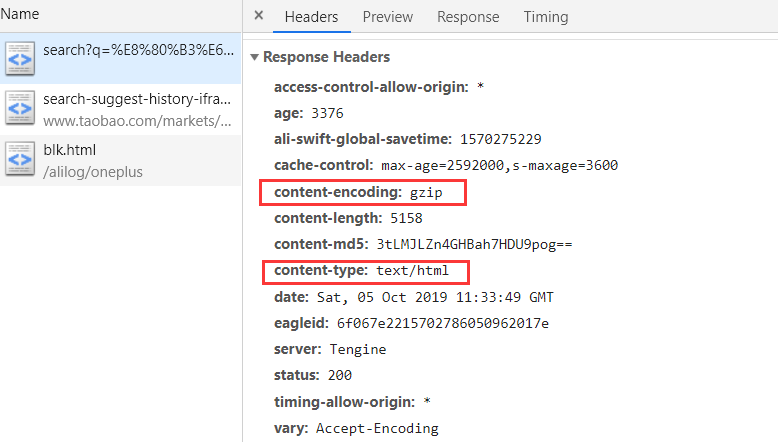 Name
search?q=%E8%80%B3%E6...
search-suggest-history-ifra...
www.taobao.com/markets/...
blk.html
/alilog/oneplus
× Headers Preview Response Timing
▼ Response Headers
access-control-allow-origin: *
age: 3376
ali-swift-global-savetime: 1570275229
cache-control: max-age=2592000,s-maxage=3600
content-encoding: gzip
content-length: 5158
content-md5: 3tLMJLZn4GHBah7HDU9pog==
content-type: text/html
date: Sat, 05 Oct 2019 11:33:49 GMT
eagleid: 6f067e2215702786050962017e
server: Tengine
status: 200
timing-allow-origin: *
vary: Accept-Encoding